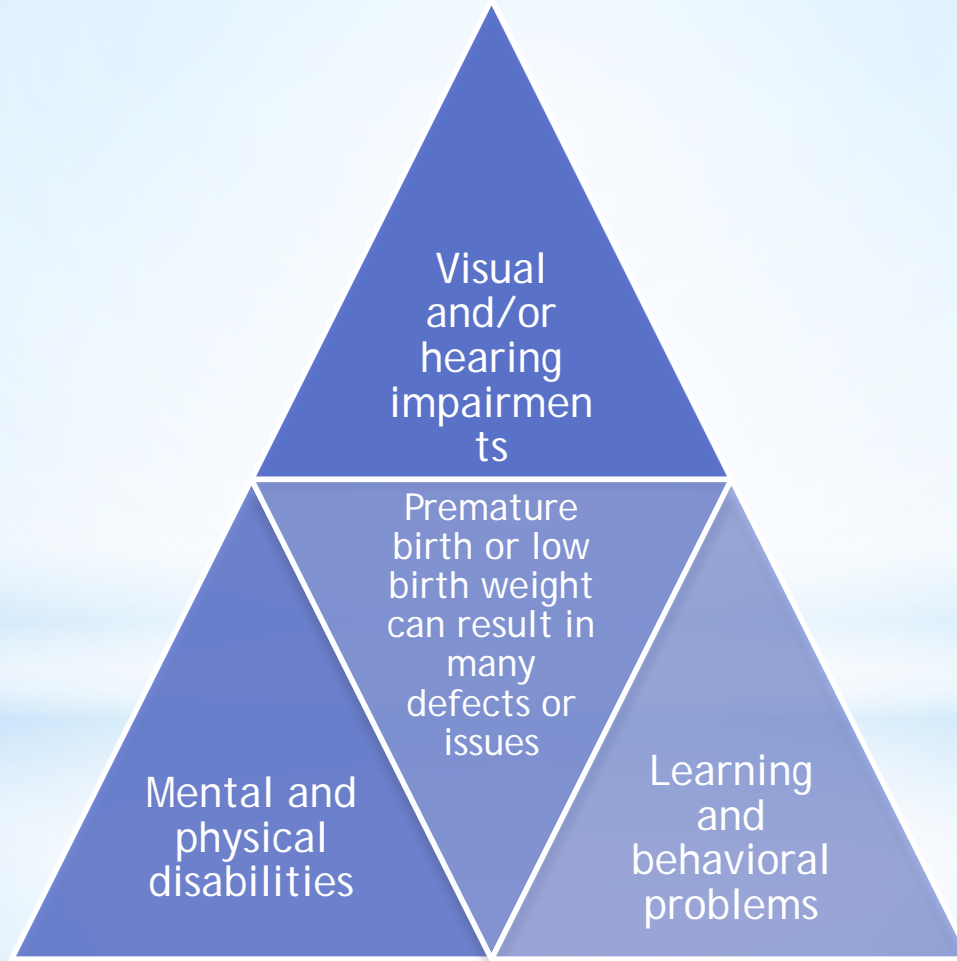 Visual
and/or
hearing
impairmen
ts
Premature
birth or low
birth weight
can result in
many
defects or
issues
Mental and
physical
disabilities
Learning
and
behavioral
problems